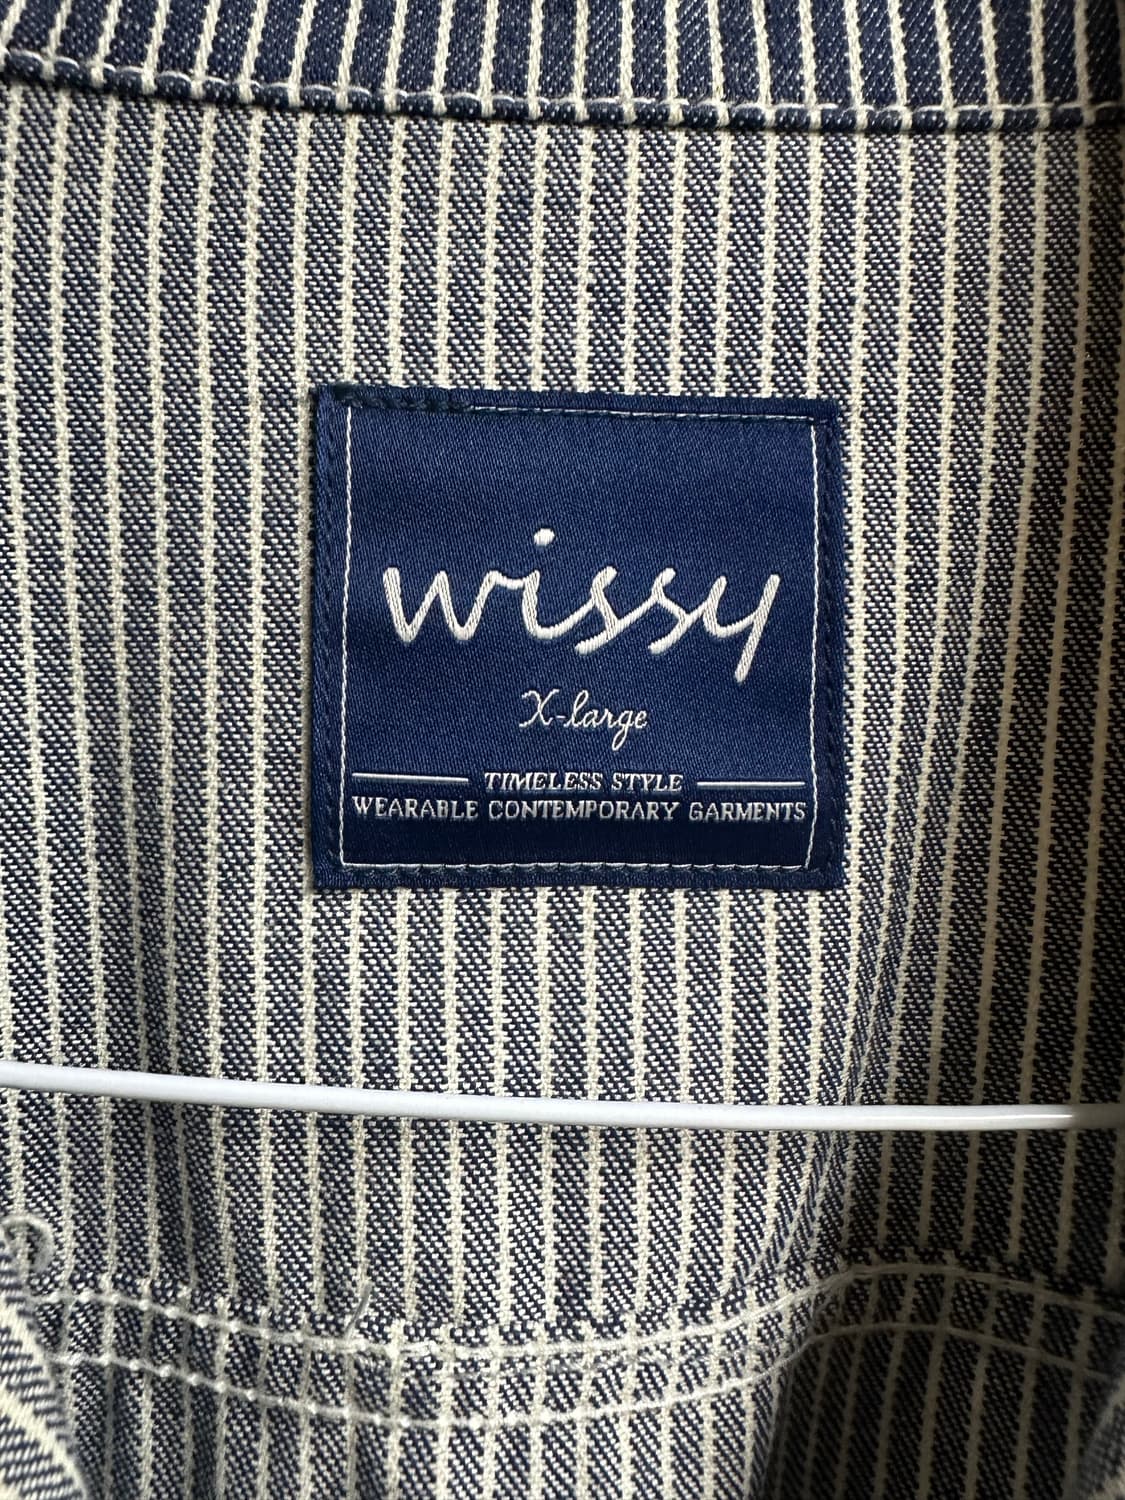 wissy
X-large
TIMELESS STYLE
WEARABLE CONTEMPORARY GARMENTS